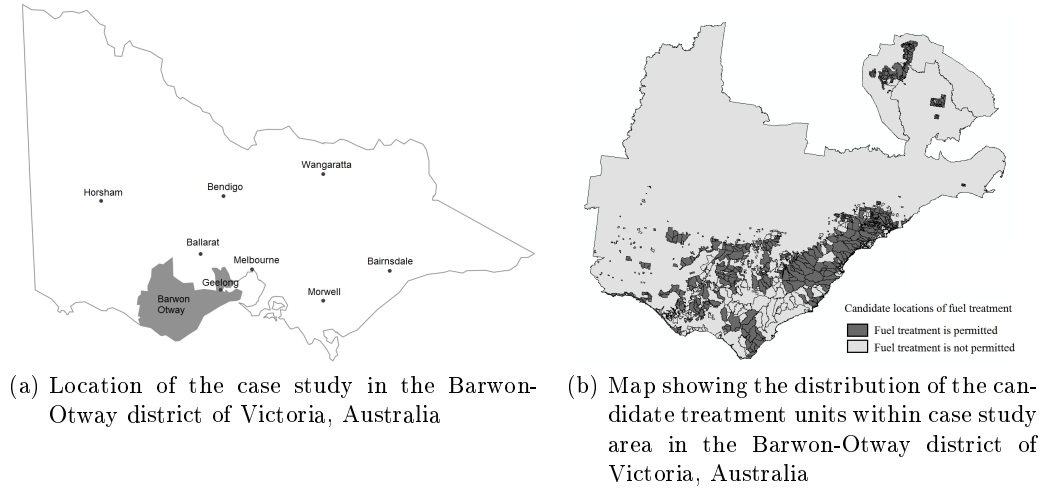 Wangaratta
Horsham
Bendigo
Ballarat
Melbourne
Bairnsdale
Geelong
Barwon
Otway
Morwell
Candidate locations of fuel treatment
Fuel treatment is permitted
Fuel treatment is not permitted
(a) Location of the case study in the Barwon-
Otway district of Victoria, Australia
(b) Map showing the distribution of the can-
didate treatment units within case study
area in the Barwon-Otway district of
Victoria, Australia